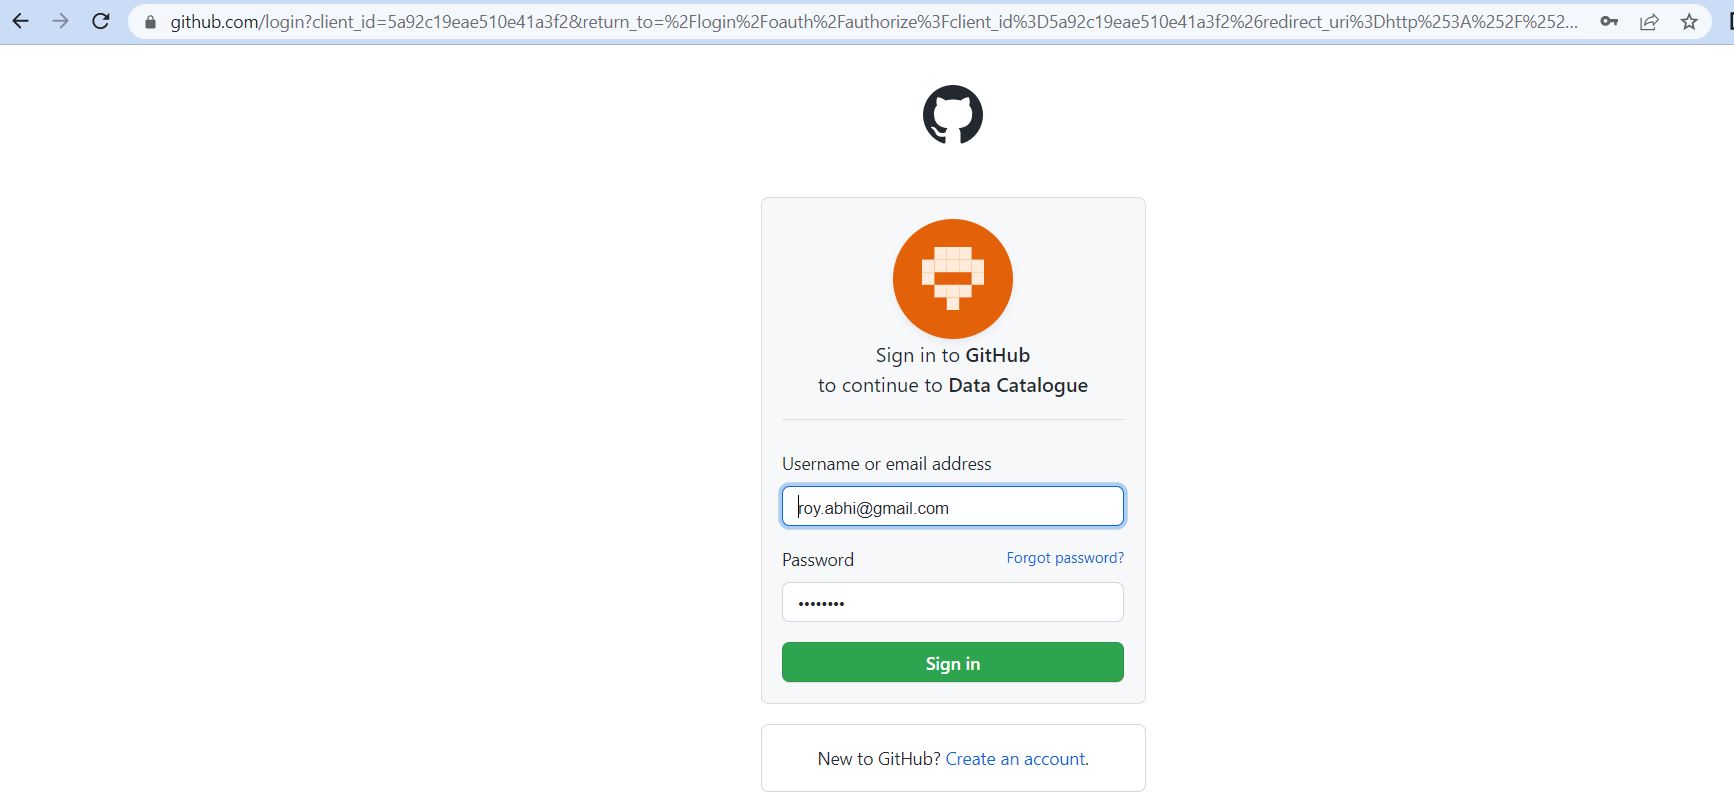 github.com/login?client_id=5a92c19eae510e41a3f2&return_to=%2Flogin%2Foauth%2Fauthorize%3Fclient_id%3D5a92c19eae510e41a3f2%26redirect_uri%3Dhttp%253A%252F%252...
Sign in to GitHub
to continue to Data Catalogue
Username or email address
roy.abhi@gmail.com
Password Forgot password?
••••••••
Sign in
New to GitHub? Create an account.